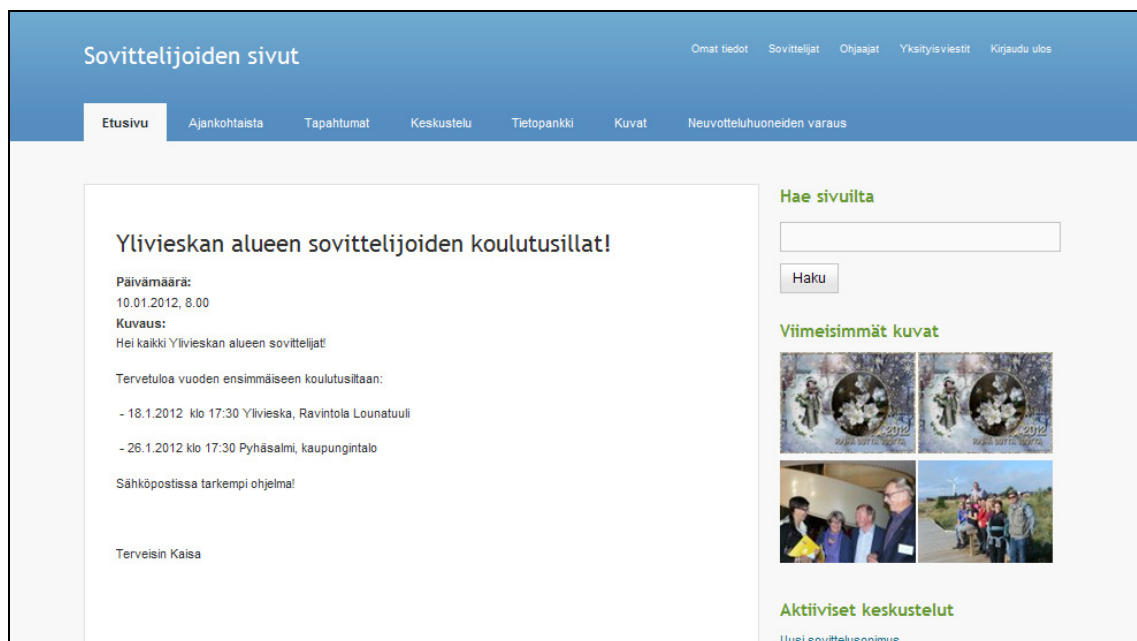 Sovittelijoiden sivut
Omat tiedot Sovittelijat Ohjaajat Yksityisviestit Kirjaudu ulos
Etusivu Ajankohtaista Tapahtumat Keskustelu Tietopankki Kuvat Neuvotteluhuoneiden varaus
Ylivieskan alueen sovittelijoiden koulutusillat!
Päivämäärä:
10.01.2012, 8.00
Kuvaus:
Hei kaikki Ylivieskan alueen sovittelijat!
Tervetuloa vuoden ensimmäiseen koulutusiltaan:
- 18.1.2012 klo 17:30 Ylivieska, Ravintola Lounatuuli
- 26.1.2012 klo 17:30 Pyhäsalmi, kaupungintalo
Sähköpostissa tarkempi ohjelma!
Terveisin Kaisa
Hae sivuilta
Haku
Viimeisimmät kuvat
2012
2012
Aktiiviset keskustelut
Uusi sovittelusopimus